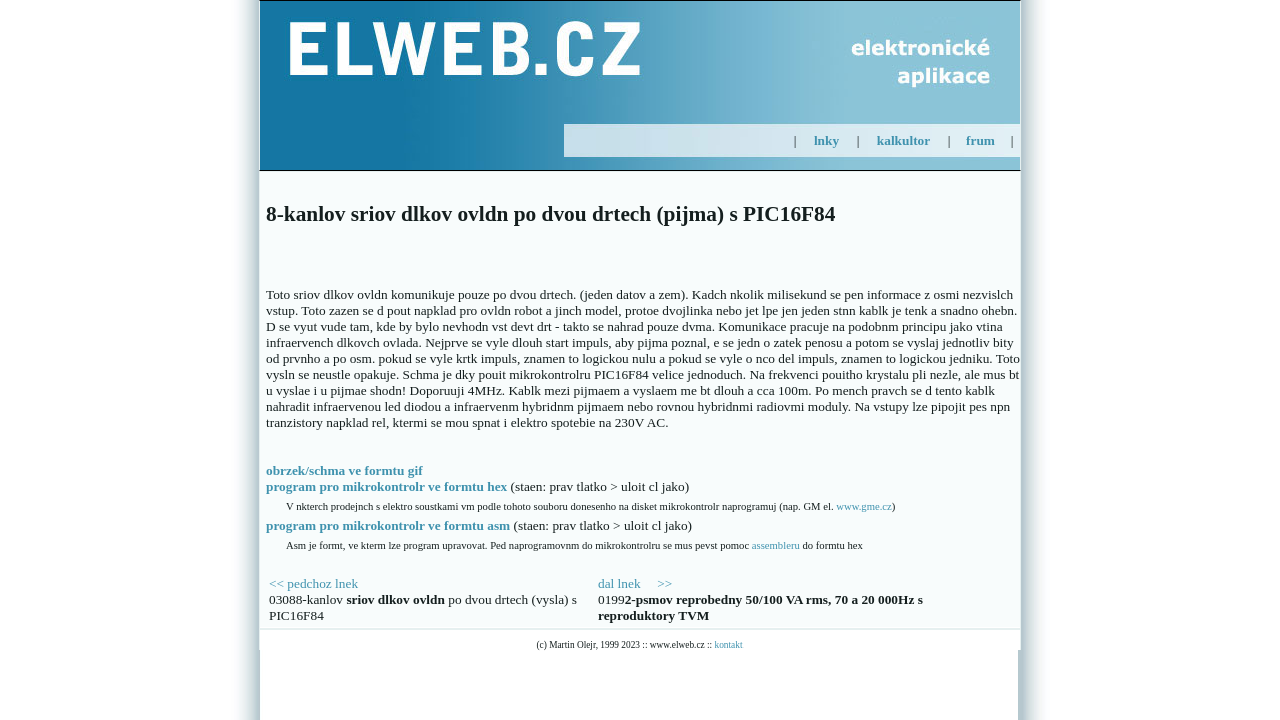 ELWEB.CZ
elektronické
aplikace
| lnky | kalkultor | frum |
8-kanlov sriov dlkov ovldn po dvou drtech (pijma) s PIC16F84
Toto sriov dlkov ovldn komunikuje pouze po dvou drtech. (jeden datov a zem). Kadch nkolik milisekund se pen informace z osmi nezvislch
vstup. Toto zazen se d pout napklad pro ovldn robot a jinch model, protoe dvojlinka nebo jet lpe jen jeden stnn kablk je tenk a snadno ohebn.
D se vyut vude tam, kde by bylo nevhodn vst devt drt - takto se nahrad pouze dvma. Komunikace pracuje na podobnm principu jako vtina
infraervench dlkovch ovlada. Nejprve se vyle dlouh start impuls, aby pijma poznal, e se jedn o zatek penosu a potom se vyslaj jednotliv bity
od prvnho a po osm. pokud se vyle krtk impuls, znamen to logickou nulu a pokud se vyle o nco del impuls, znamen to logickou jedniku. Toto
vysln se neustle opakuje. Schma je dky pouit mikrokontrolru PIC16F84 velice jednoduch. Na frekvenci pouitho krystalu pli nezle, ale mus bt
u vyslae i u pijmae shodn! Doporuuji 4MHz. Kablk mezi pijmaem a vyslaem me bt dlouh a cca 100m. Po mench pravch se d tento kablk
nahradit infraervenou led diodou a infraervenm hybridnm pijmaem nebo rovnou hybridnmi radiovmi moduly. Na vstupy lze pipojit pes npn
tranzistory napklad rel, ktermi se mou spnat i elektro spotebie na 230V AC.
obrzek/schma ve formtu gif
program pro mikrokontrolr ve formtu hex (staen: prav tlatko > uloit cl jako)
V nkterch prodejnch s elektro soustkami vm podle tohoto souboru donesenho na disket mikrokontrolr naprogramuj (nap. GM el. www.gme.cz)
program pro mikrokontrolr ve formtu asm (staen: prav tlatko > uloit cl jako)
Asm je formt, ve kterm lze program upravovat. Ped naprogramovnm do mikrokontrolru se mus pevst pomoc assembleru do formtu hex
<< pedchoz lnek
03088-kanlov sriov dlkov ovldn po dvou drtech (vysla) s
PIC16F84
dal lnek >>
01992-psmov reprobedny 50/100 VA rms, 70 a 20 000Hz s
reproduktory TVM
(c) Martin Olejr, 1999 2023 :: www.elweb.cz :: kontakt